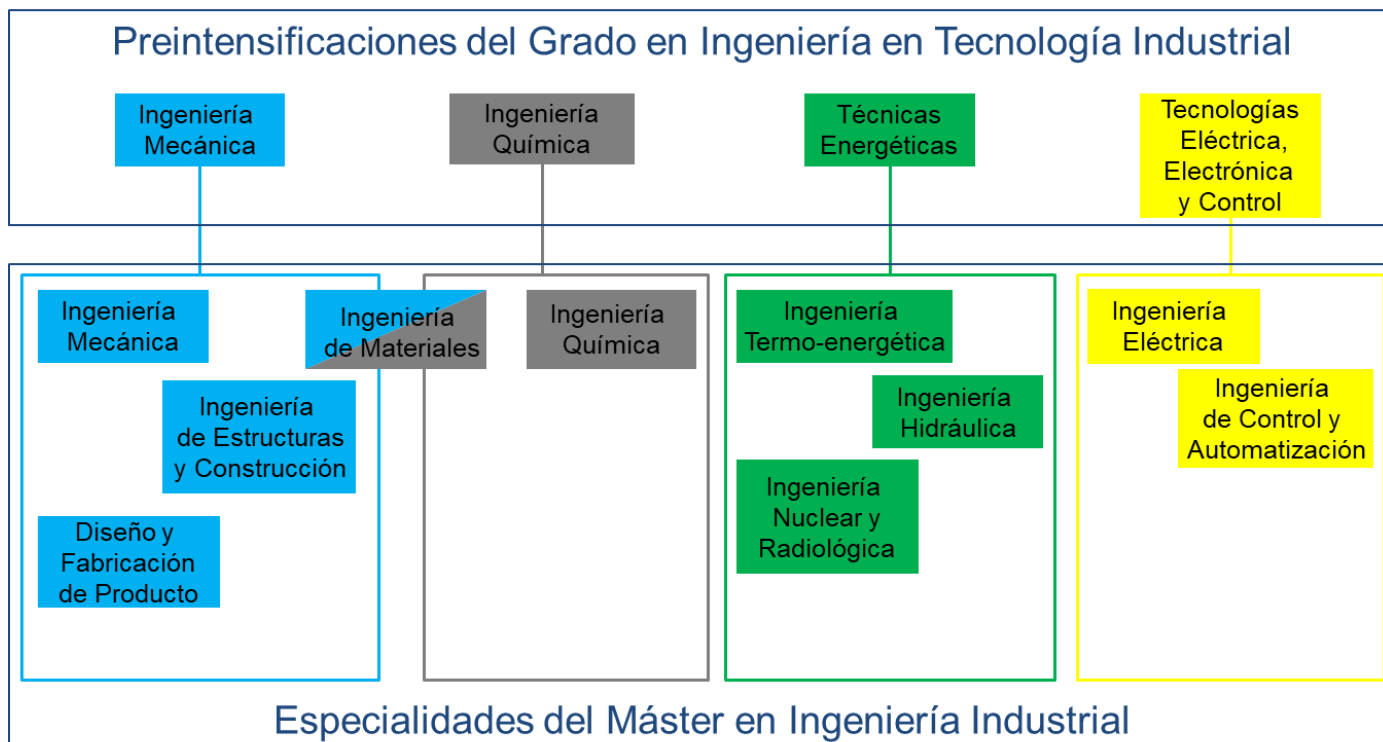 Preintensificaciones del Grado en Ingeniería en Tecnología Industrial
Ingeniería
Mecánica
Ingeniería
Química
Técnicas
Energéticas
Tecnologías
Eléctrica,
Electrónica
y Control
Ingeniería
Mecánica
Ingeniería
de Materiales
Ingeniería
de Estructuras
y Construcción
Diseño y
Fabricación
de Producto
Ingeniería
Química
Ingeniería
Termo-energética
Ingeniería
Hidráulica
Ingeniería
Nuclear y
Radiológica
Ingeniería
Eléctrica
Ingeniería
de Control y
Automatización
Especialidades del Máster en Ingeniería Industrial